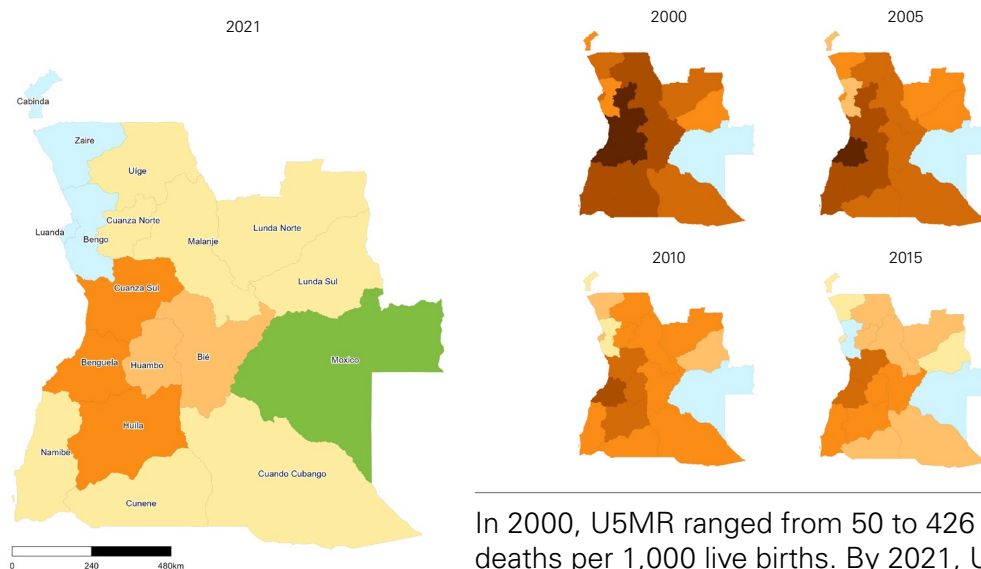 2021
Cabinda
Zaire
Uíge
Luanda
Bengo
Cuanza Norte
Malanje
Lunda Norte
Lunda Sul
Cuanza Sul
Benguela
Huambo
Bié
Moxico
Huila
Namibe
Cunene
Cuando Cubango
0 240 480km
2000
2005
2010
2015
In 2000, U5MR ranged from 50 to 426
deaths per 1,000 live births. By 2021, U